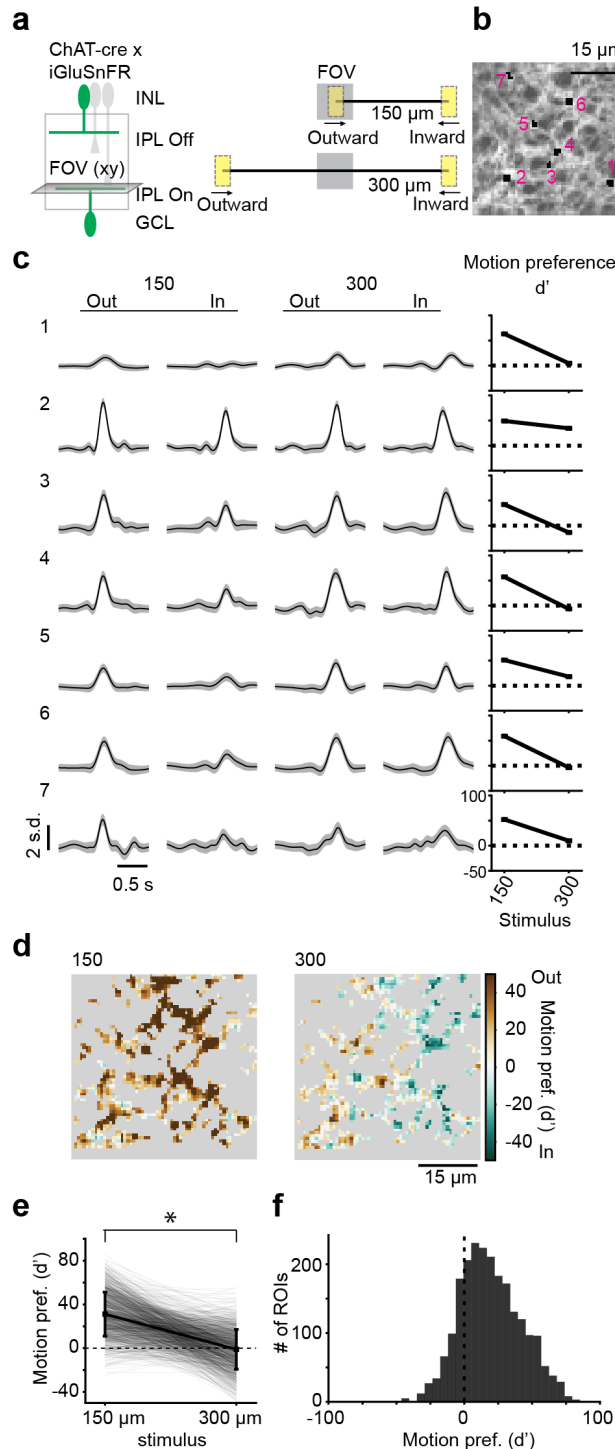 a
ChAT-cre x
iGluSnFR
INL
IPL Off
FOV (xy)
IPL On
GCL
FOV
150 µm
Outward
Inward
300 µm
Outward
Inward
b
15 µm
7
6
5
4
3
2
1
c
Motion preference
d'
150
300
Out
In
Out
In
1
2
3
4
5
6
7
2 s.d.
0.5 s
100
0
-50
150
300
Stimulus
d
150
300
Out
In
40
20
0
-20
-40
Motion pref. (d')
15 µm
e
*
Motion pref. (d')
80
40
0
-40
150 µm
300 µm
stimulus
f
# of ROIs
200
100
0
-100
0
100
Motion pref. (d')